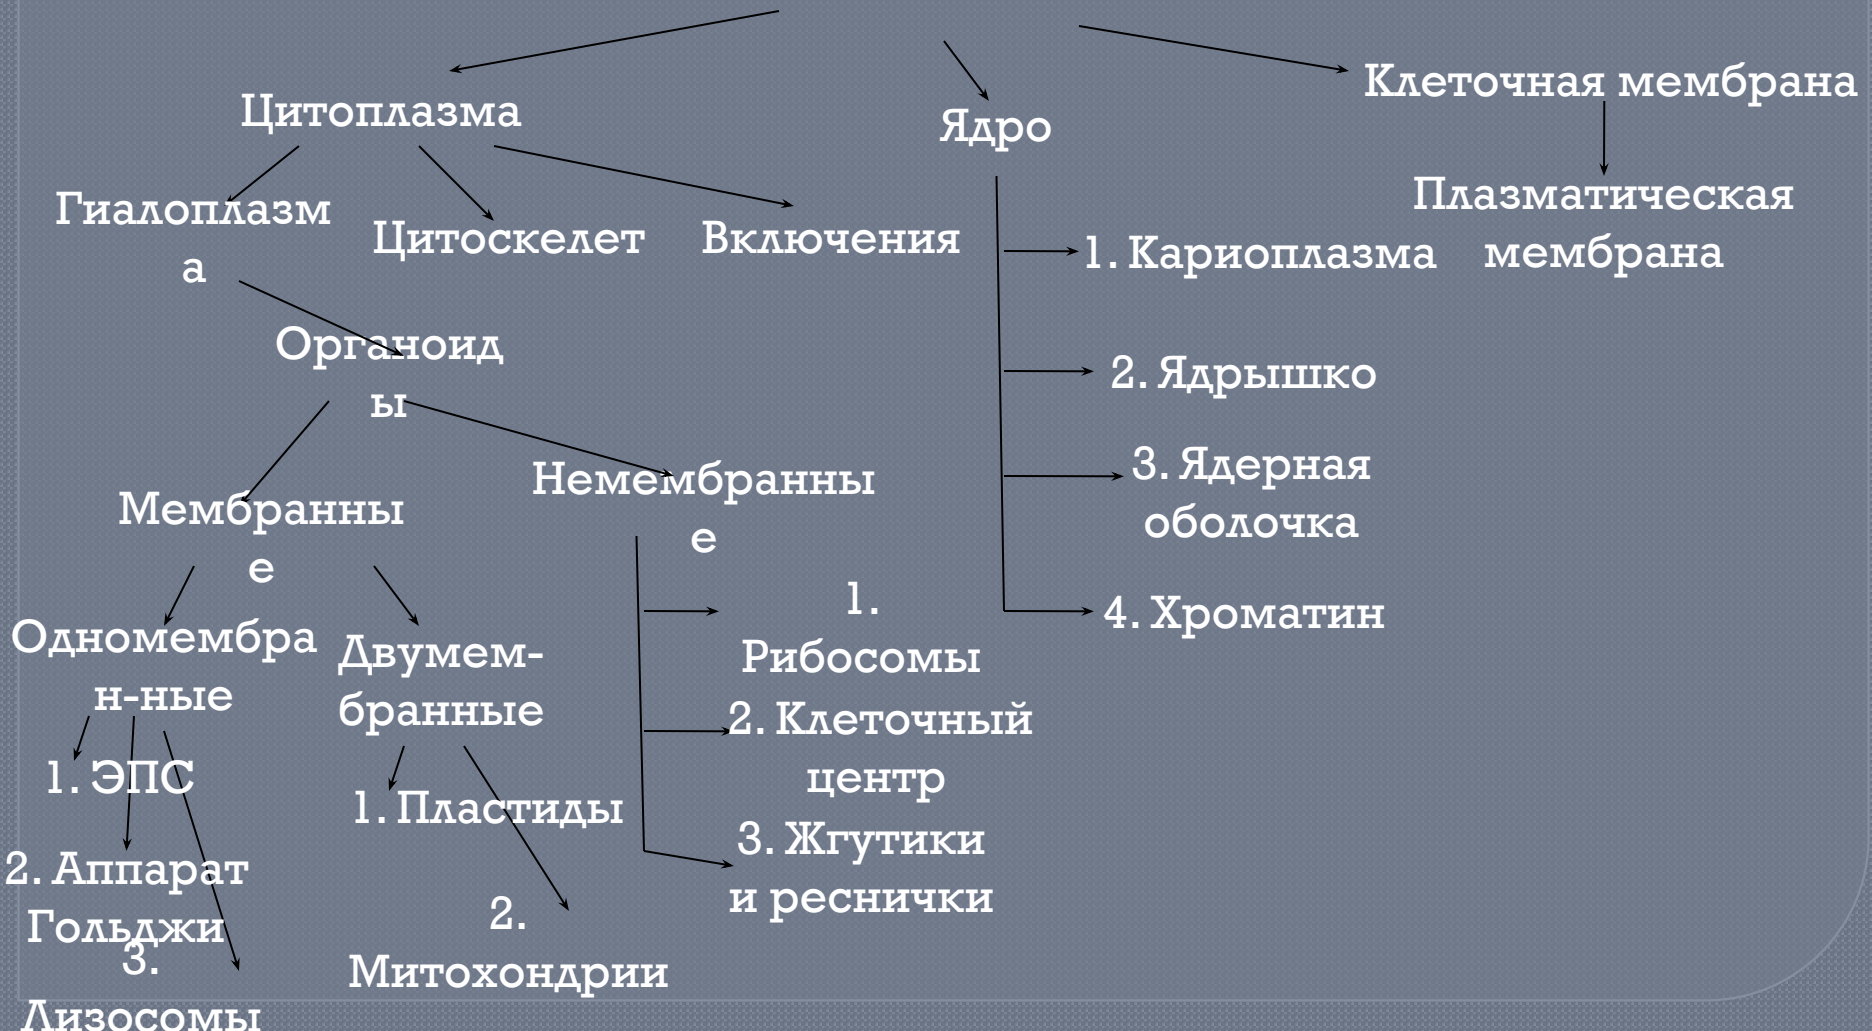 Клеточная мембрана
Цитоплазма
Ядро
Плазматическая
мембрана
Гиалоплазм
а
Цитоскелет
Включения
1. Кариоплазма
Органоид
ы
2. Ядрышко
Немембранны
е
3. Ядерная
оболочка
Мембранны
е
1.
Рибосомы
4. Хроматин
Одномембра
н-ные
Двумем-
бранные
2. Клеточный
центр
1. ЭПС
1. Пластиды
3. Жгутики
и реснички
2. Аппарат
Гольджи
2.
Митохондрии
3.
Лизосомы